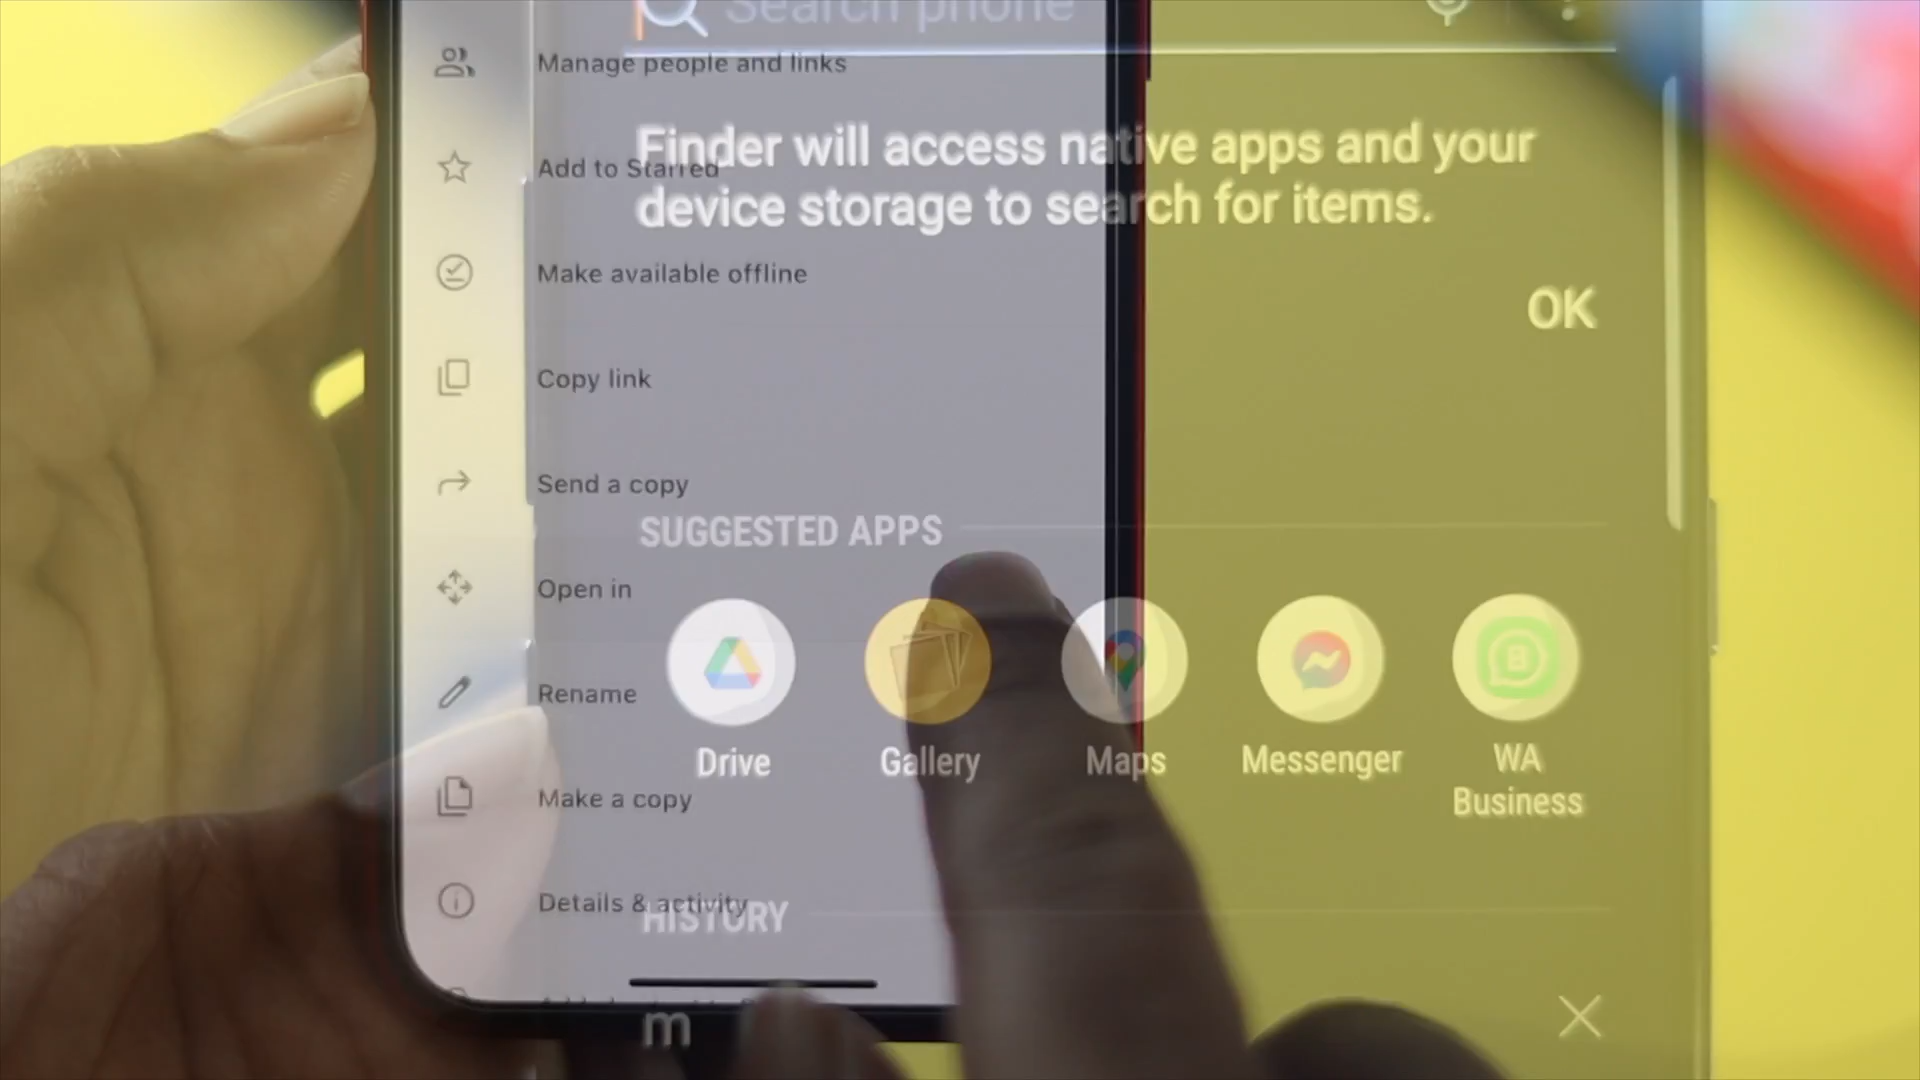 Search phone
Manage people and links
Finder will access native apps and your
device storage to search for items.
Add to Starred
Make available offline
OK
Copy link
Send a copy
SUGGESTED APPS
Open in
Rename
Drive
Gallery
Maps
Messenger
WA
Business
Make a copy
Details & activity
HISTORY
m